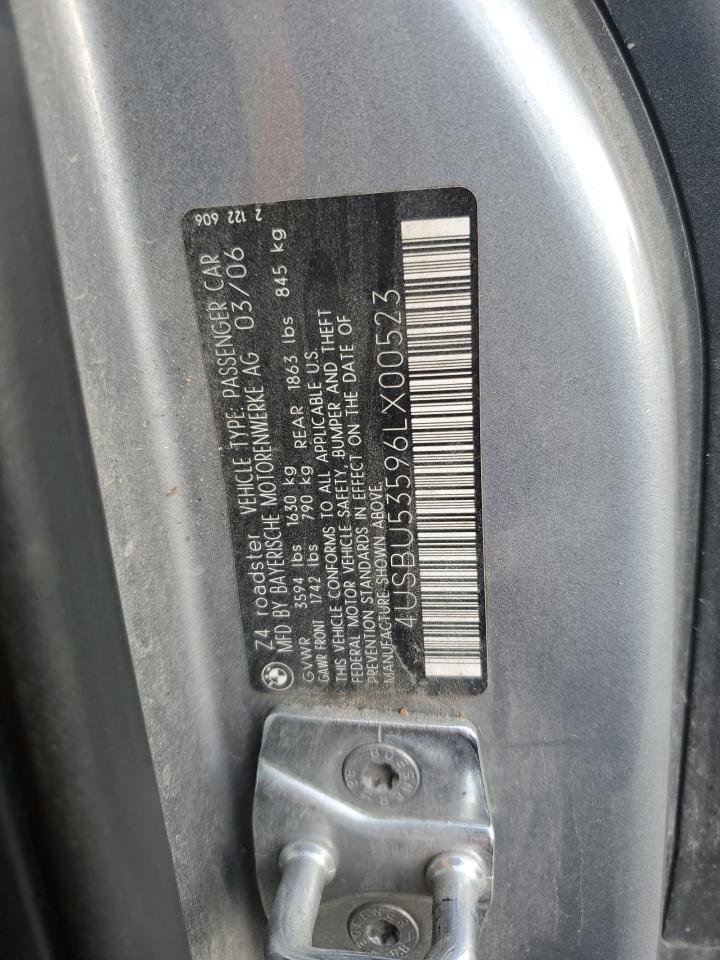 2 122 606
Z4 roadster VEHICLE TYPE: PASSENGER CAR
MFD BY BAYERISCHE MOTORENWERKE AG 03/06
GVWR 3594 lbs 1630 kg REAR 1863 lbs 845 kg
GAWR FRONT 1742 lbs 790 kg
THIS VEHICLE CONFORMS TO ALL APPLICABLE U.S.
FEDERAL MOTOR VEHICLE SAFETY, BUMPER AND THEFT
PREVENTION STANDARDS IN EFFECT ON THE DATE OF
MANUFACTURE SHOWN ABOVE.
4USBU53596LX00523